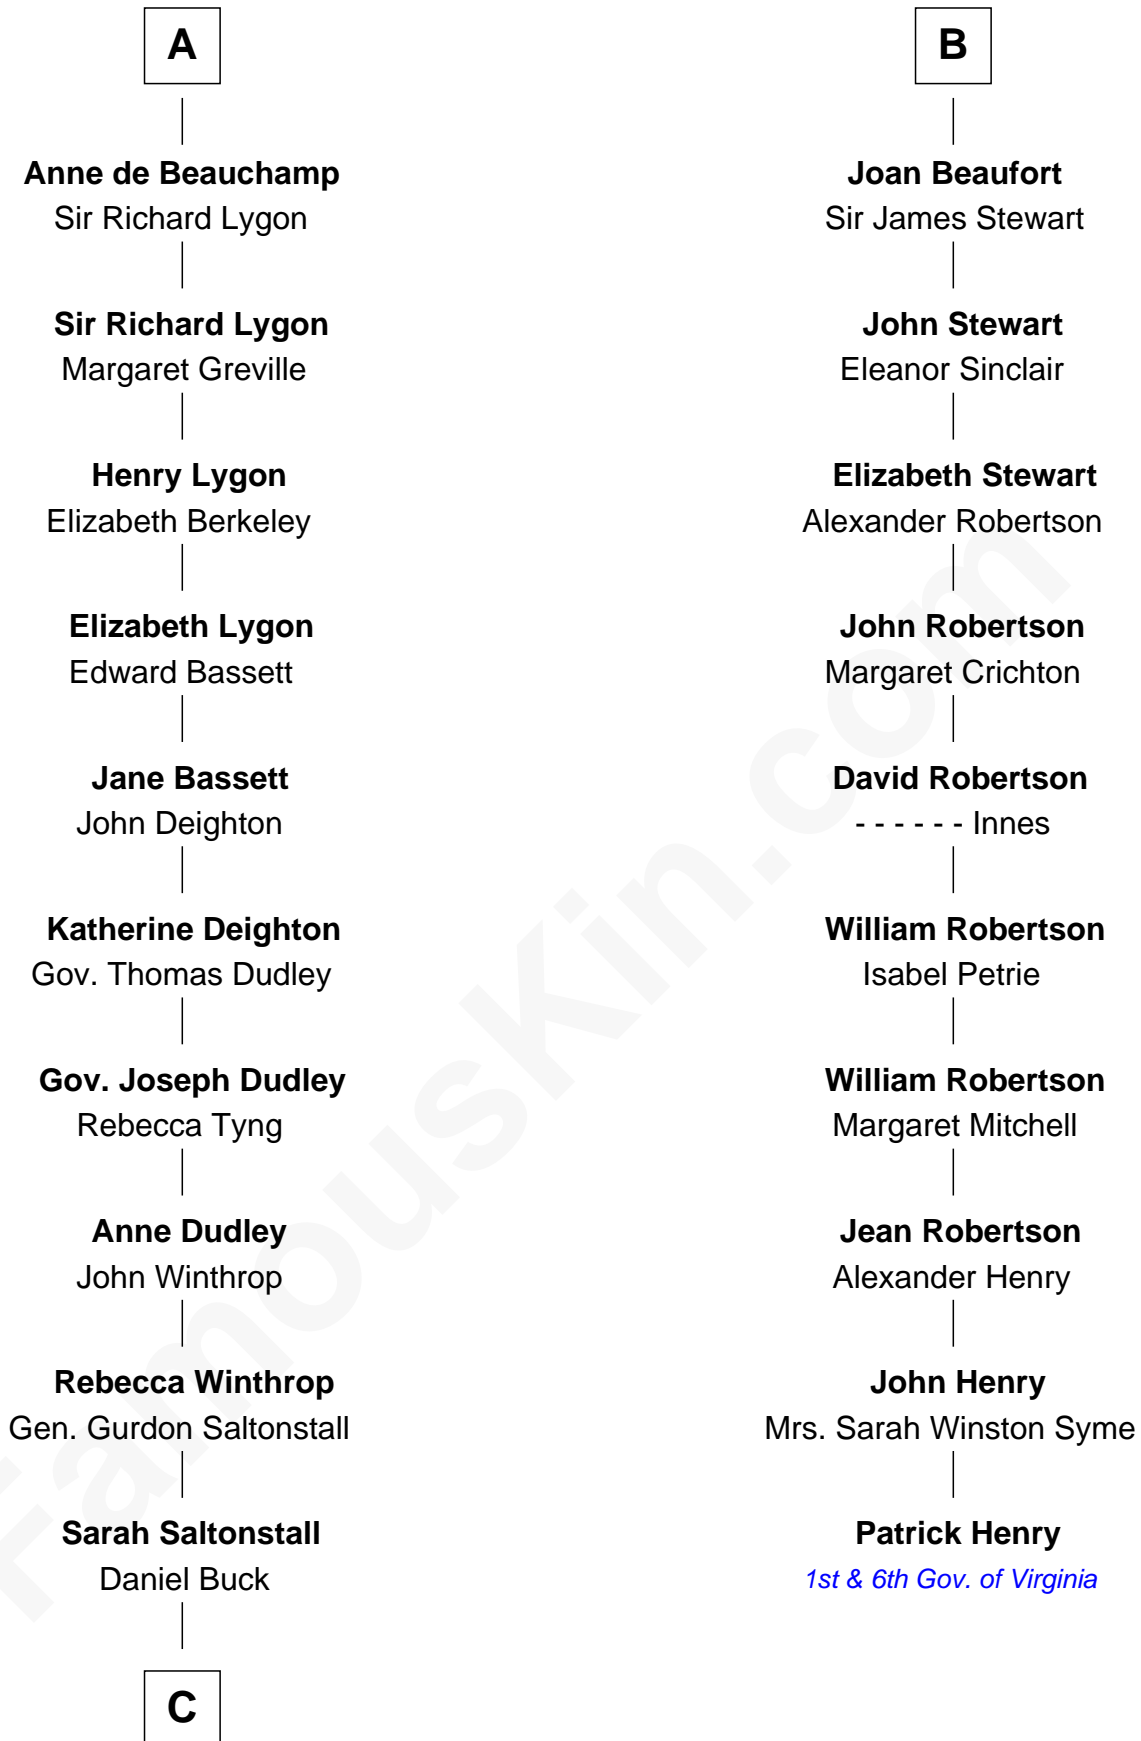 A
Anne de Beauchamp
Sir Richard Lygon
Sir Richard Lygon
Margaret Greville
Henry Lygon
Elizabeth Berkeley
Elizabeth Lygon
Edward Bassett
Jane Bassett
John Deighton
Katherine Deighton
Gov. Thomas Dudley
Gov. Joseph Dudley
Rebecca Tyng
Anne Dudley
John Winthrop
Rebecca Winthrop
Gen. Gurdon Saltonstall
Sarah Saltonstall
Daniel Buck
C
B
Joan Beaufort
Sir James Stewart
John Stewart
Eleanor Sinclair
Elizabeth Stewart
Alexander Robertson
John Robertson
Margaret Crichton
David Robertson
- - - - - - Innes
William Robertson
Isabel Petrie
William Robertson
Margaret Mitchell
Jean Robertson
Alexander Henry
John Henry
Mrs. Sarah Winston Syme
Patrick Henry
1st & 6th Gov. of Virginia
FamousKin.com